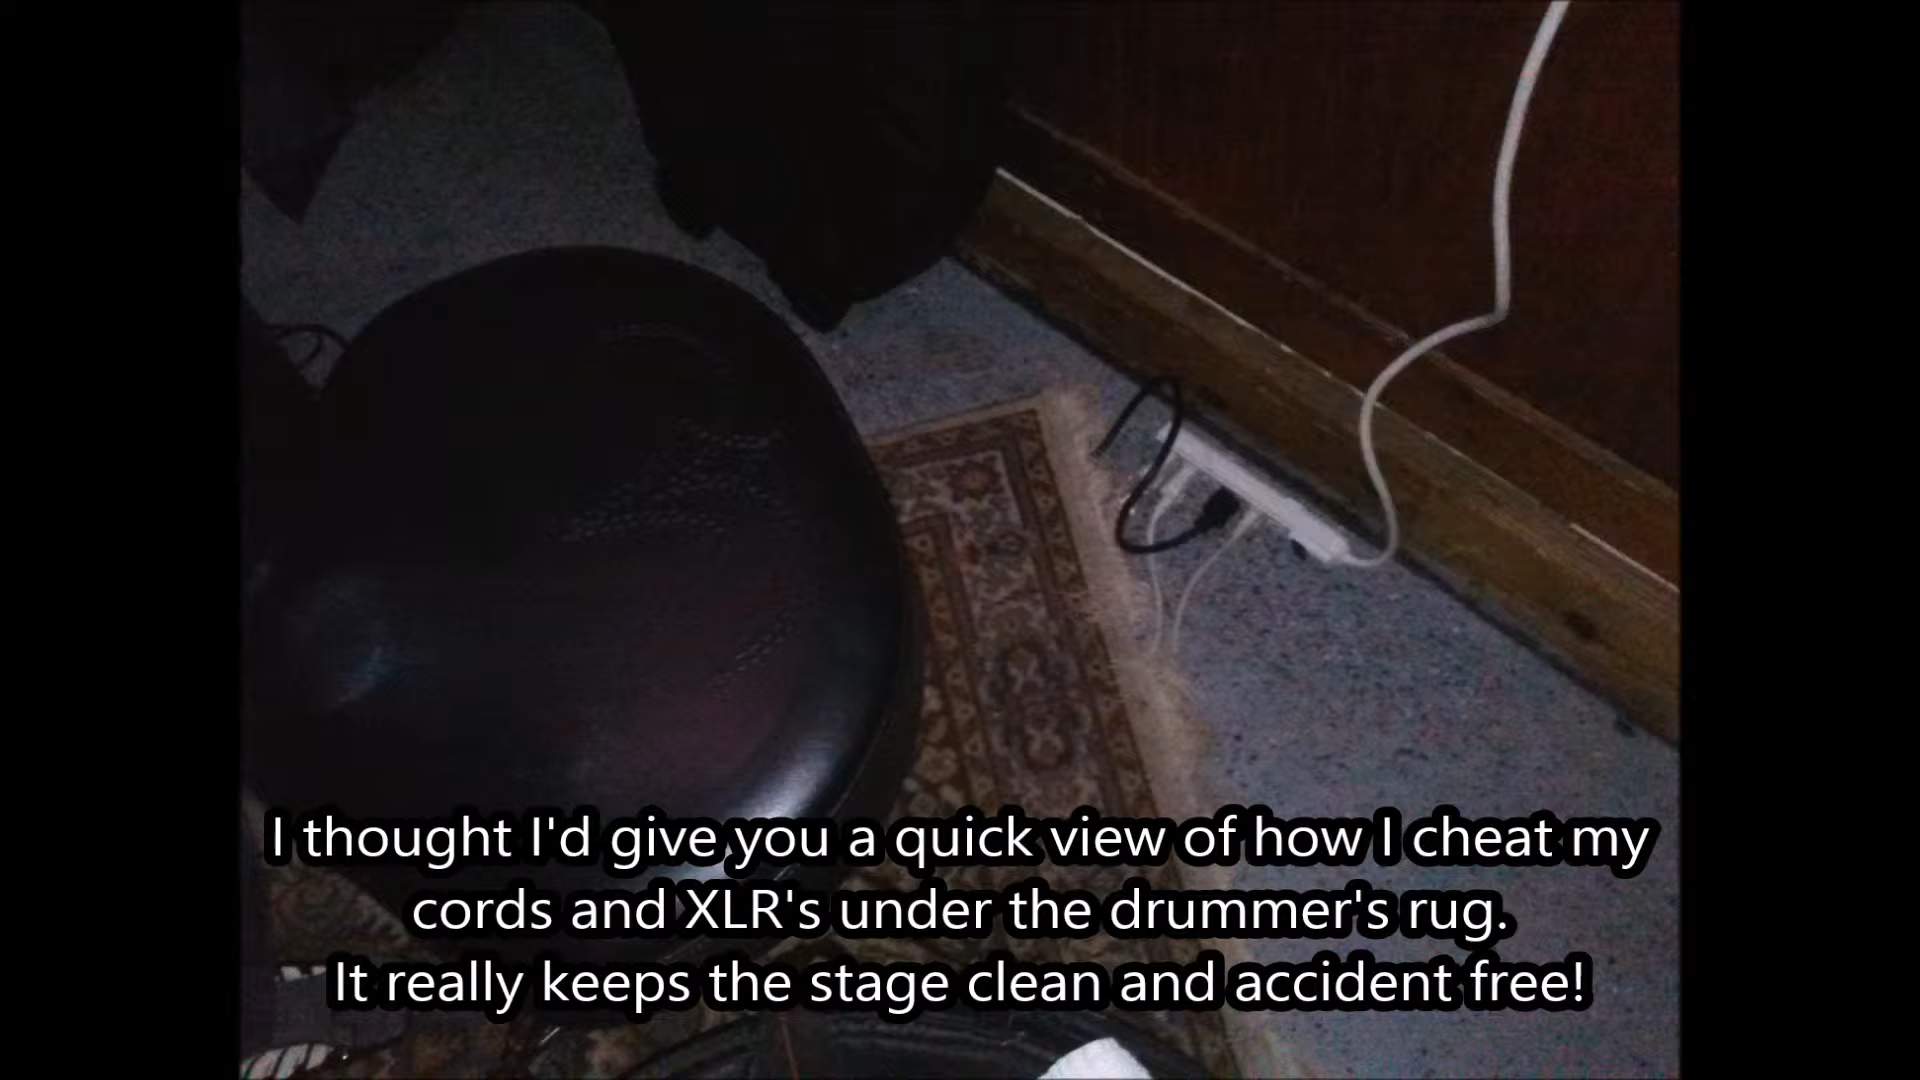 I thought I'd give you a quick view of how I cheat my
cords and XLR's under the drummer's rug.
It really keeps the stage clean and accident free!